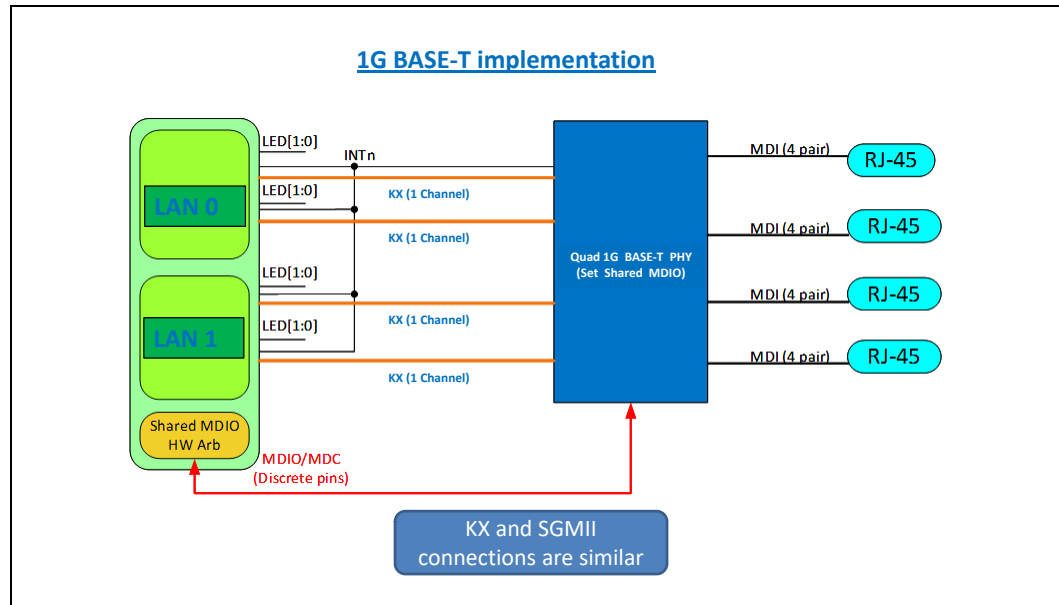 1G BASE-T implementation
LED[1:0]
INTn
KX (1 Channel)
LED[1:0]
LAN 0
KX (1 Channel)
LED[1:0]
KX (1 Channel)
LED[1:0]
LAN 1
KX (1 Channel)
Shared MDIO
HW Arb
MDIO/MDC
(Discrete pins)
Quad 1G BASE-T PHY
(Set Shared MDIO)
MDI (4 pair)
RJ-45
MDI (4 pair)
RJ-45
MDI (4 pair)
RJ-45
MDI (4 pair)
RJ-45
KX and SGMII
connections are similar